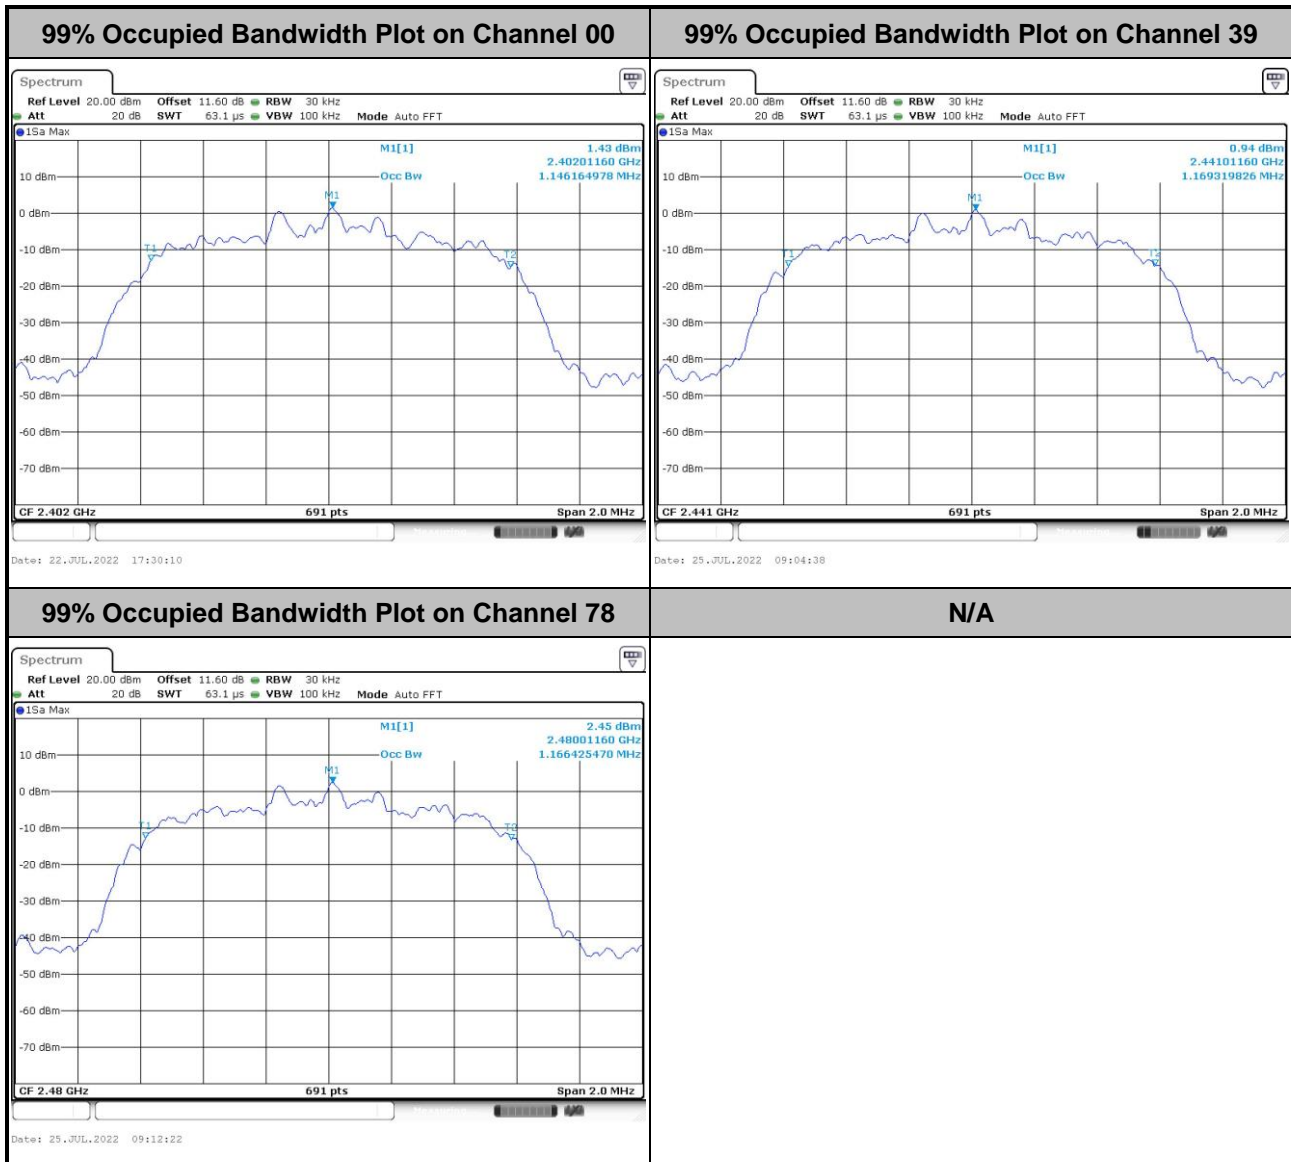 99% Occupied Bandwidth Plot on Channel 00
Spectrum
Ref Level 20.00 dBm Offset 11.60 dB RBW 30 kHz
Att 20 dB SWT 63.1 µs VBW 100 kHz Mode Auto FFT
1Sa Max
M1[1] 1.43 dBm
2.40201160 GHz
Occ Bw 1.146164978 MHz
10 dBm
M1
0 dBm
T1
-10 dBm
T2
-20 dBm
-30 dBm
-40 dBm
-50 dBm
-60 dBm
-70 dBm
CF 2.402 GHz 691 pts Span 2.0 MHz
Date: 22.JUL.2022 17:30:10
99% Occupied Bandwidth Plot on Channel 39
Spectrum
Ref Level 20.00 dBm Offset 11.60 dB RBW 30 kHz
Att 20 dB SWT 63.1 µs VBW 100 kHz Mode Auto FFT
1Sa Max
M1[1] 0.94 dBm
2.44101160 GHz
Occ Bw 1.169319826 MHz
10 dBm
M1
0 dBm
-10 dBm
T1
T2
-20 dBm
-30 dBm
-40 dBm
-50 dBm
-60 dBm
-70 dBm
CF 2.441 GHz 691 pts Span 2.0 MHz
Date: 25.JUL.2022 09:04:38
99% Occupied Bandwidth Plot on Channel 78
Spectrum
Ref Level 20.00 dBm Offset 11.60 dB RBW 30 kHz
Att 20 dB SWT 63.1 µs VBW 100 kHz Mode Auto FFT
1Sa Max
M1[1] 2.45 dBm
2.48001160 GHz
Occ Bw 1.166425470 MHz
10 dBm
M1
0 dBm
-10 dBm
T1
T2
-20 dBm
-30 dBm
-40 dBm
-50 dBm
-60 dBm
-70 dBm
CF 2.48 GHz 691 pts Span 2.0 MHz
Date: 25.JUL.2022 09:12:22
N/A